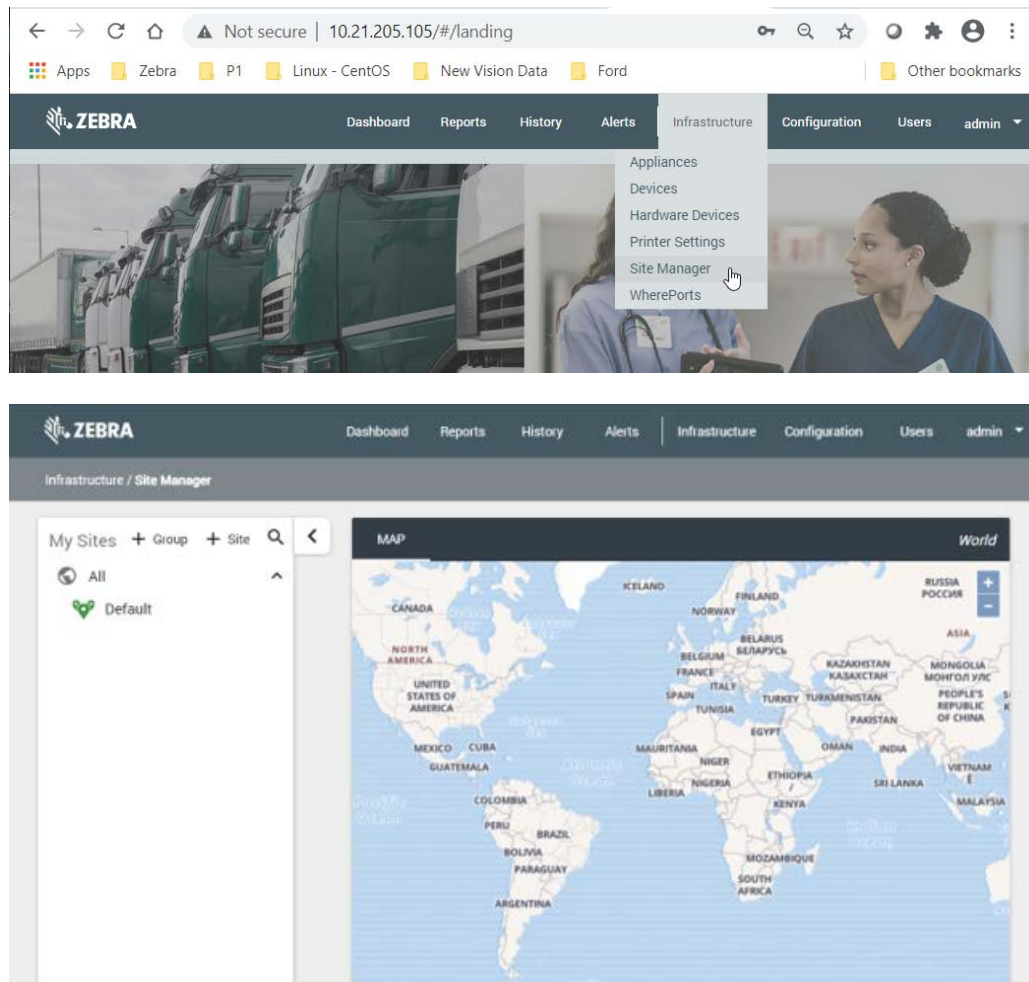 Not secure | 10.21.205.105/#/landing
Apps Zebra P1 Linux - CentOS New Vision Data Ford Other bookmarks
ZEBRA Dashboard Reports History Alerts Infrastructure Configuration Users admin
Appliances
Devices
Hardware Devices
Printer Settings
Site Manager
WherePorts
ZEBRA Dashboard Reports History Alerts Infrastructure Configuration Users admin
Infrastructure / Site Manager
My Sites + Group + Site
All
Default
MAP World
ICELAND
RUSSIA
РОССИЯ
FINLAND
CANADA
NORWAY
ASIA
BELARUS
БЕЛАРУСЬ
NORTH
AMERICA
BELGIUM
FRANCE
KAZAKHSTAN
MONGOLIA
UNITED
STATES OF
AMERICA
SPAIN
ITALY
TURKEY
TURKMENISTAN
PEOPLE'S
REPUBLIC
OF CHINA
TUNISIA
PAKISTAN
EGYPT
MEXICO
CUBA
MAURITANIA
OMAN
INDIA
GUATEMALA
NIGER
VIETNAM
ETHIOPIA
NIGERIA
SRI LANKA
LIBERIA
COLOMBIA
KENYA
MALAYSIA
PERU
BRAZIL
BOLIVIA
MOZAMBIQUE
PARAGUAY
SOUTH
AFRICA
ARGENTINA